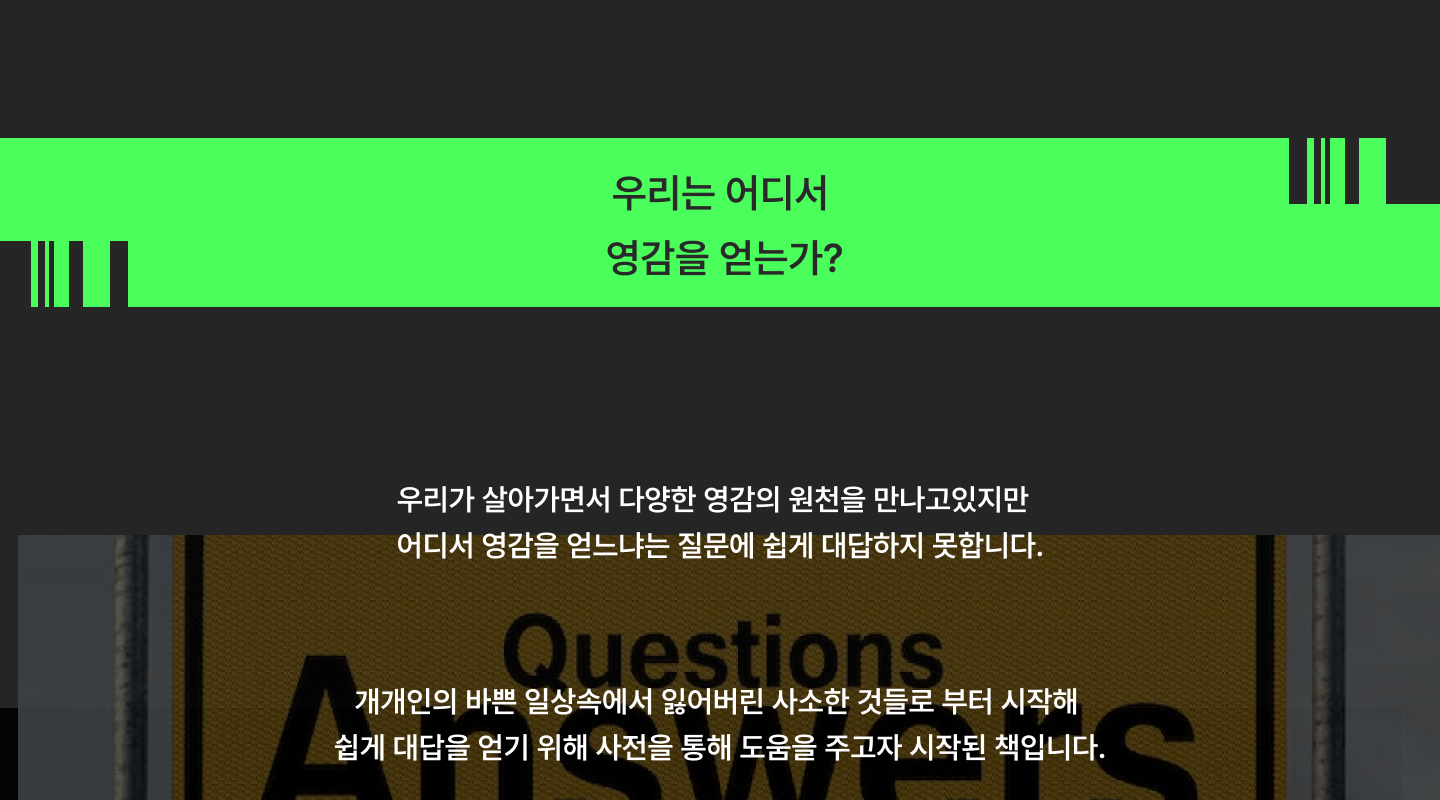 우리는 어디서
영감을 얻는가?
우리가 살아가면서 다양한 영감의 원천을 만나고있지만
어디서 영감을 얻느냐는 질문에 쉽게 대답하지 못합니다.
Questions
개개인의 바쁜 일상속에서 잃어버린 사소한 것들로 부터 시작해
Answers
쉽게 대답을 얻기 위해 사전을 통해 도움을 주고자 시작된 책입니다.